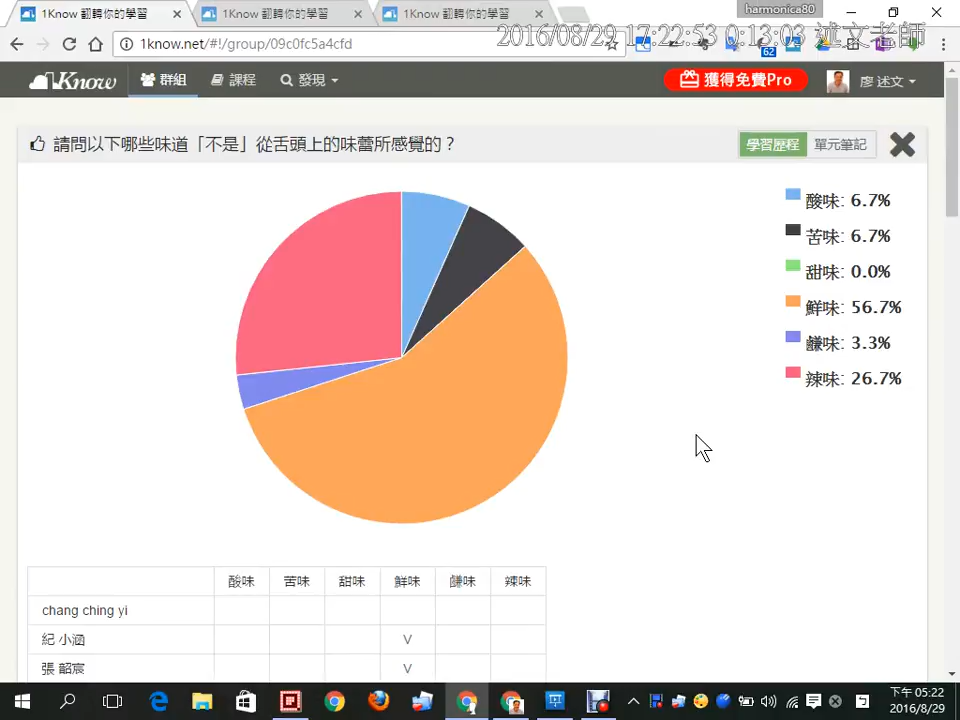 1Know 翻轉你的學習
1Know 翻轉你的學習
1Know 翻轉你的學習
harmonica80
2016/08/29 17:22:53 0:13:03 述文老師
1know.net/#!/group/09c0fc5a4cfd
62
1Know
群組
課程
發現
獲得免費Pro
廖 述文
請問以下哪些味道「不是」從舌頭上的味蕾所感覺的？
學習歷程
單元筆記
酸味: 6.7%
苦味: 6.7%
甜味: 0.0%
鮮味: 56.7%
鹹味: 3.3%
辣味: 26.7%
酸味 苦味 甜味 鮮味 鹹味 辣味
chang ching yi
紀 小涵 V
張 韶宸 V
下午 05:22
2016/8/29